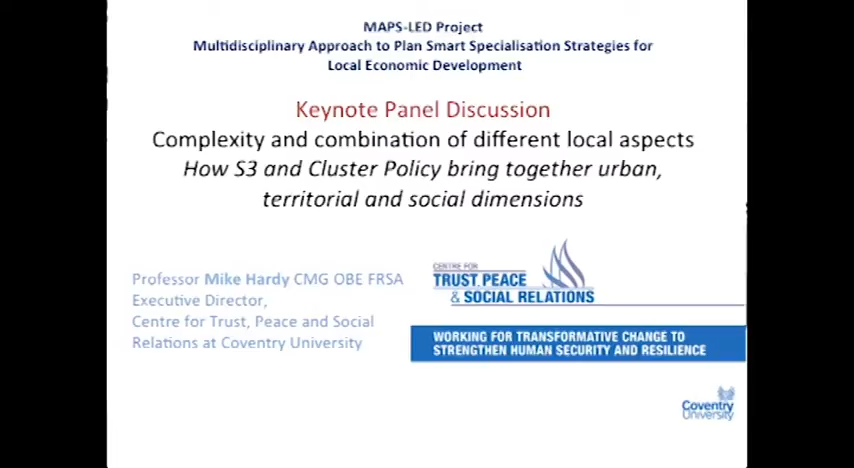 MAPS-LED Project
Multidisciplinary Approach to Plan Smart Specialisation Strategies for
Local Economic Development
Keynote Panel Discussion
Complexity and combination of different local aspects
How S3 and Cluster Policy bring together urban,
territorial and social dimensions
Professor Mike Hardy CMG OBE FRSA
Executive Director,
Centre for Trust, Peace and Social
Relations at Coventry University
CENTRE FOR
TRUST, PEACE
& SOCIAL RELATIONS
WORKING FOR TRANSFORMATIVE CHANGE TO
STRENGTHEN HUMAN SECURITY AND RESILIENCE
Coventry
University